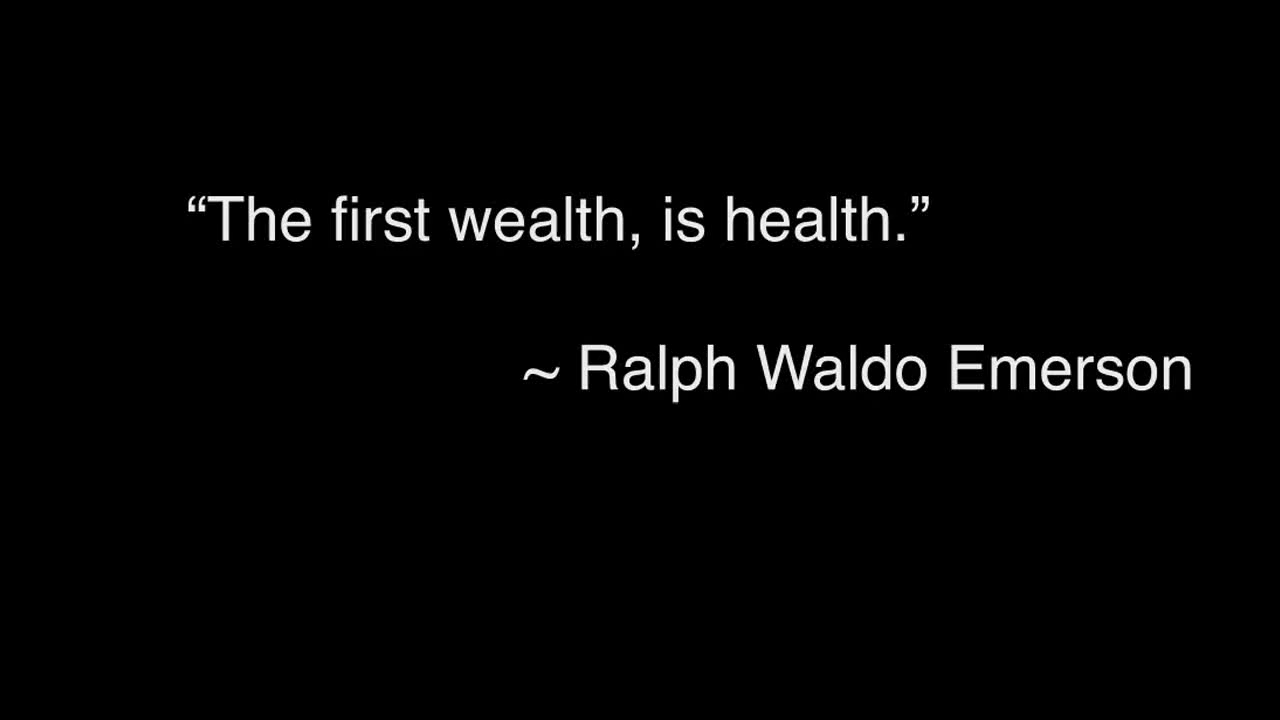 “The first wealth, is health.”
~ Ralph Waldo Emerson